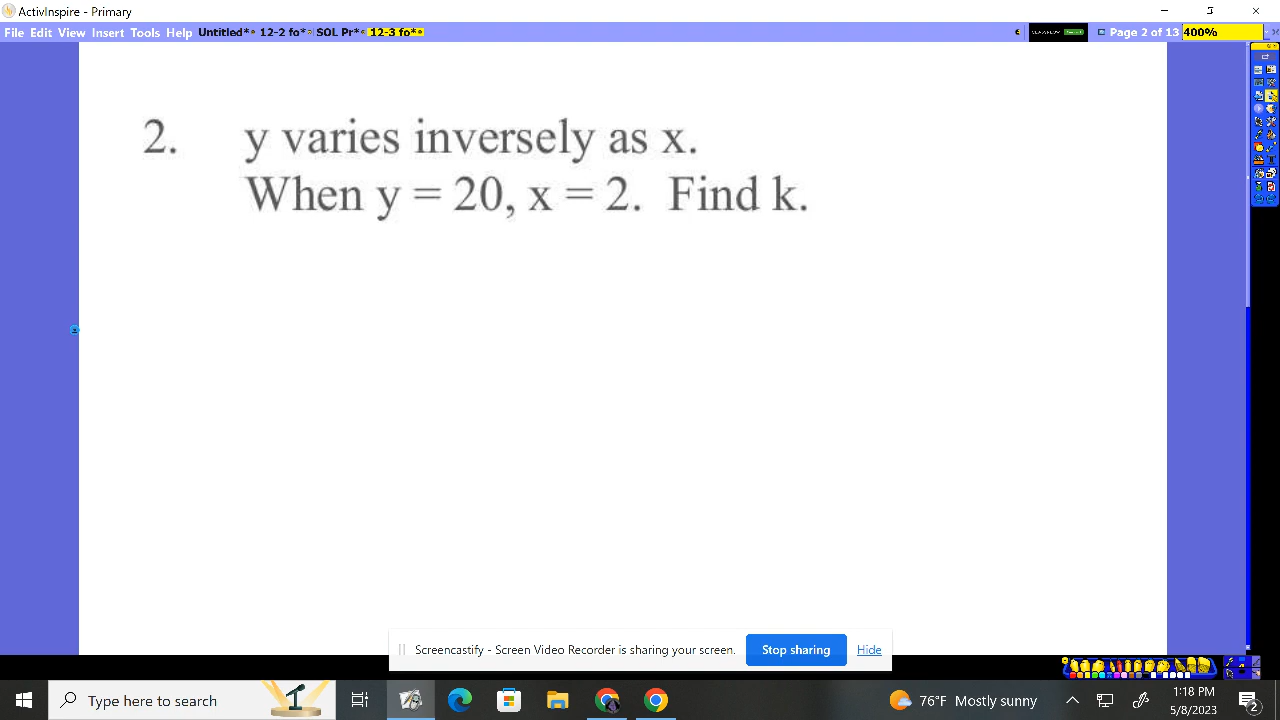 ActivInspire - Primary
File Edit View Insert Tools Help Untitled* 12-2 fo* SOL Pr* 12-3 fo* Page 2 of 13 400%
2. y varies inversely as x.
When y = 20, x = 2. Find k.
Screencastify - Screen Video Recorder is sharing your screen. Stop sharing Hide
Type here to search
76°F Mostly sunny
1:18 PM
5/8/2023
2